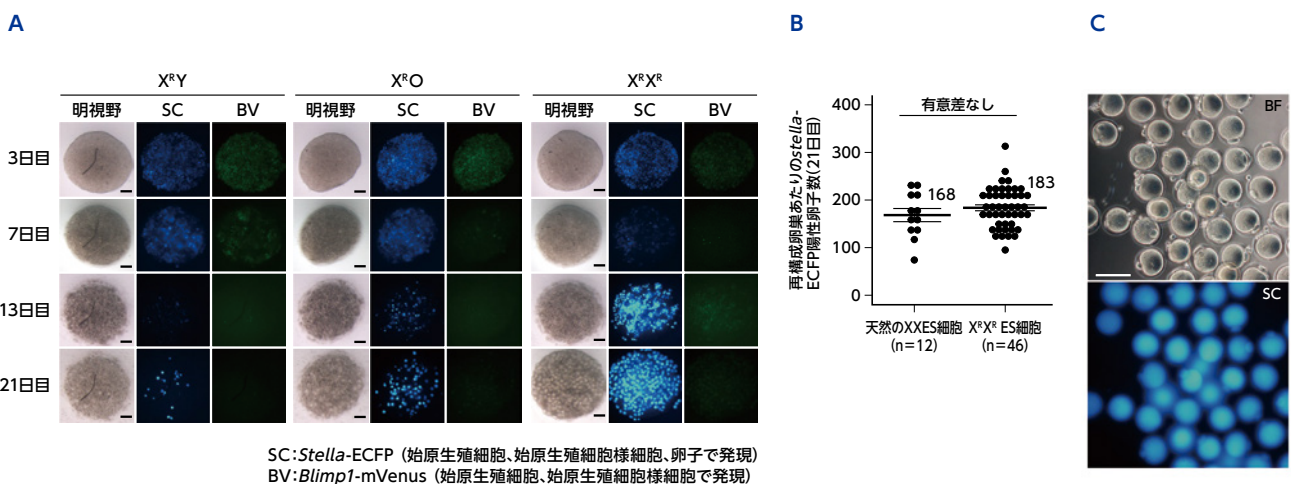 A
B
C
XᴿY
XᴿO
XᴿXᴿ
明視野 SC BV 明視野 SC BV 明視野 SC BV
3日目
7日目
13日目
21日目
SC:Stella-ECFP(始原生殖細胞、始原生殖細胞様細胞、卵子で発現)
BV:Blimp1-mVenus(始原生殖細胞、始原生殖細胞様細胞で発現)
再構成卵巣あたりのstella-
ECFP陽性卵子数(21日目)
有意差なし
400
300
200
100
0
168
183
天然のXXES細胞
(n=12)
XᴿXᴿ ES細胞
(n=46)
BF
SC